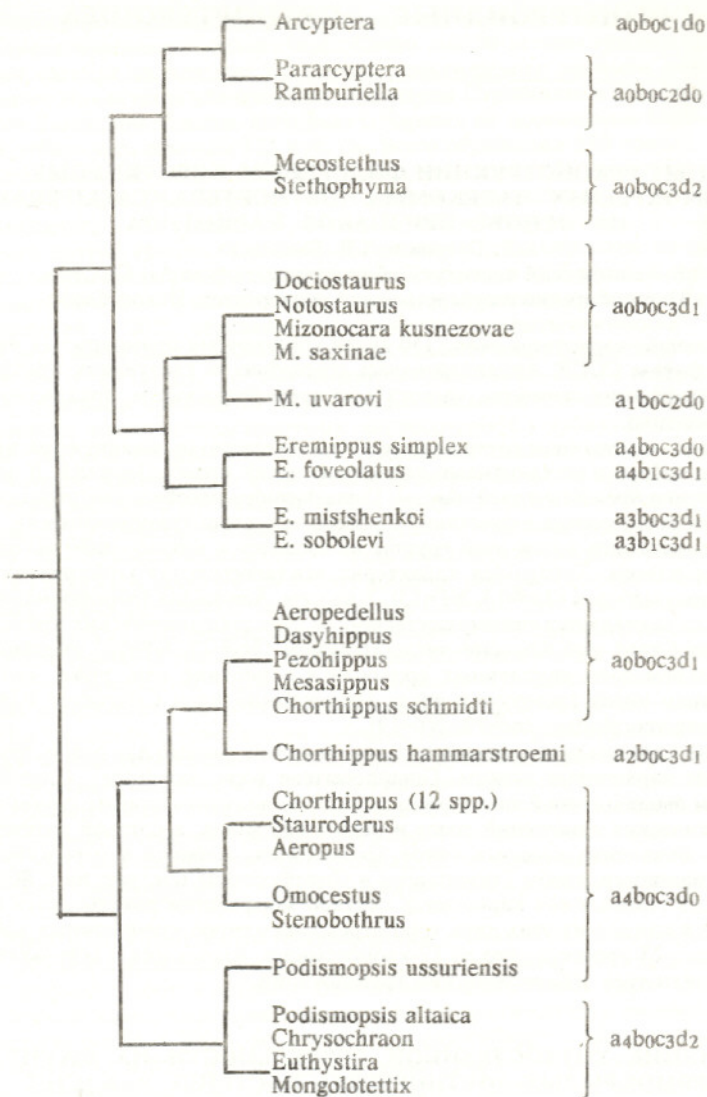 Arcyptera a0b0c1d0
Pararcyptera
Ramburiella a0b0c2d0
Mecostethus
Stethophyma a0b0c3d2
Dociostaurus
Notostaurus a0b0c3d1
Mizonocara kusnezovae
M. saxinae
M. uvarovi a1b0c2d0
Eremippus simplex a4b0c3d0
E. foveolatus a4b1c3d1
E. mistshenkoi a3b0c3d1
E. sobolevi a3b1c3d1
Aeropedellus
Dasyhippus
Pezohippus a0b0c3d1
Mesasippus
Chorthippus schmidti
Chorthippus hammarstroemi a2b0c3d1
Chorthippus (12 spp.)
Stauroderus
Aeropus
Omocestus a4b0c3d0
Stenobothrus
Podismopsis ussuriensis
Podismopsis altaica
Chrysochraon a4b0c3d2
Euthystira
Mongolotettix